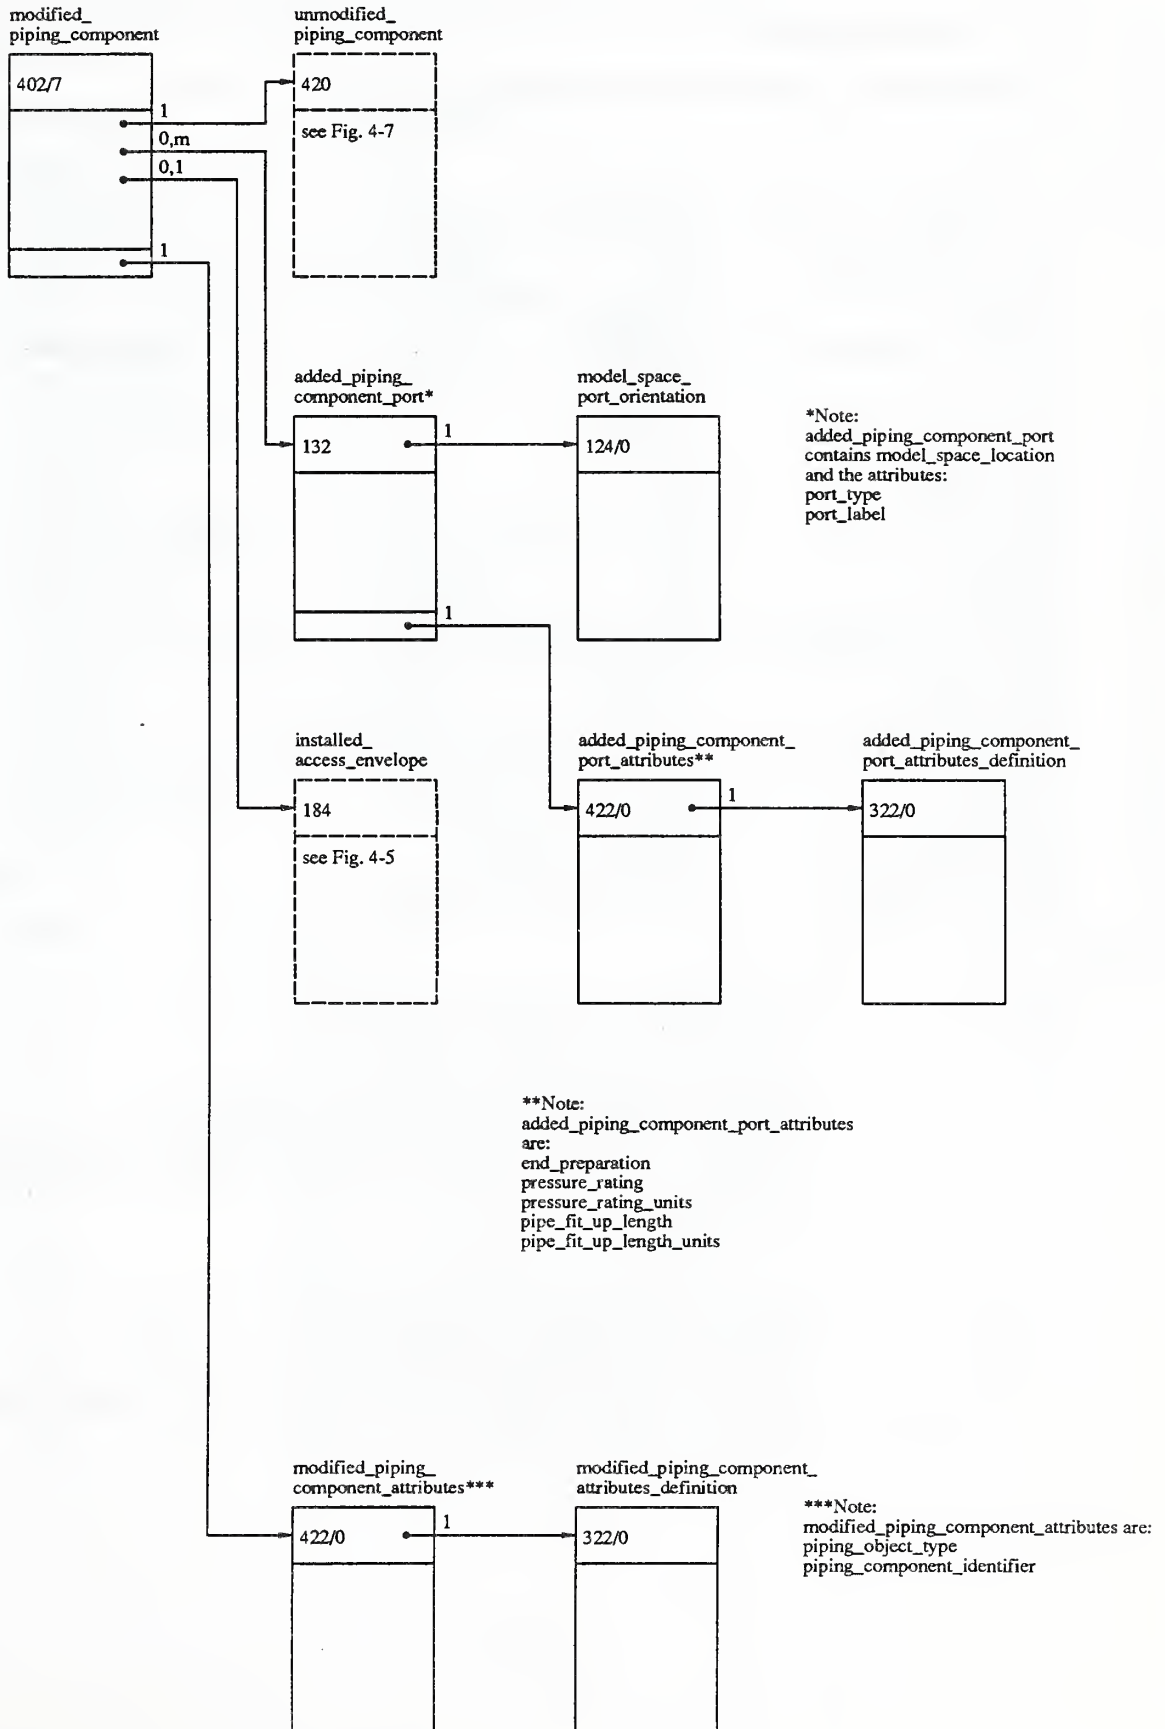 modified_
piping_component
402/7
1
0,m
0,1
1
unmodified_
piping_component
420
see Fig. 4-7
added_piping_
component_port*
132
1
1
model_space_
port_orientation
124/0
*Note:
added_piping_component_port
contains model_space_location
and the attributes:
port_type
port_label
installed_
access_envelope
184
see Fig. 4-5
added_piping_component_
port_attributes**
422/0
1
added_piping_component_
port_attributes_definition
322/0
**Note:
added_piping_component_port_attributes
are:
end_preparation
pressure_rating
pressure_rating_units
pipe_fit_up_length
pipe_fit_up_length_units
modified_piping_
component_attributes***
422/0
1
modified_piping_component_
attributes_definition
322/0
***Note:
modified_piping_component_attributes are:
piping_object_type
piping_component_identifier